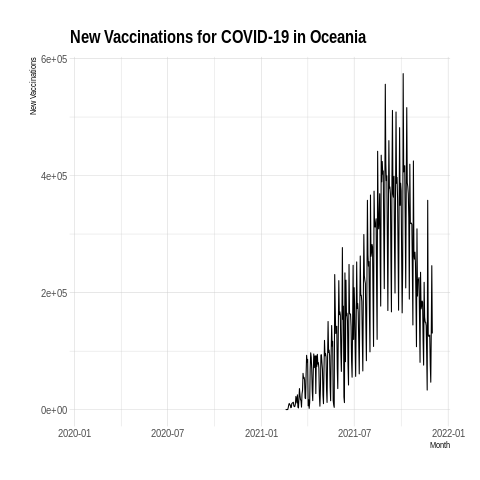 New Vaccinations for COVID-19 in Oceania
New Vaccinations
6e+05
4e+05
2e+05
0e+00
2020-01 2020-07 2021-01 2021-07 2022-01
Month